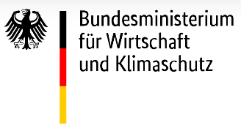 Bundesministerium
für Wirtschaft
und Klimaschutz